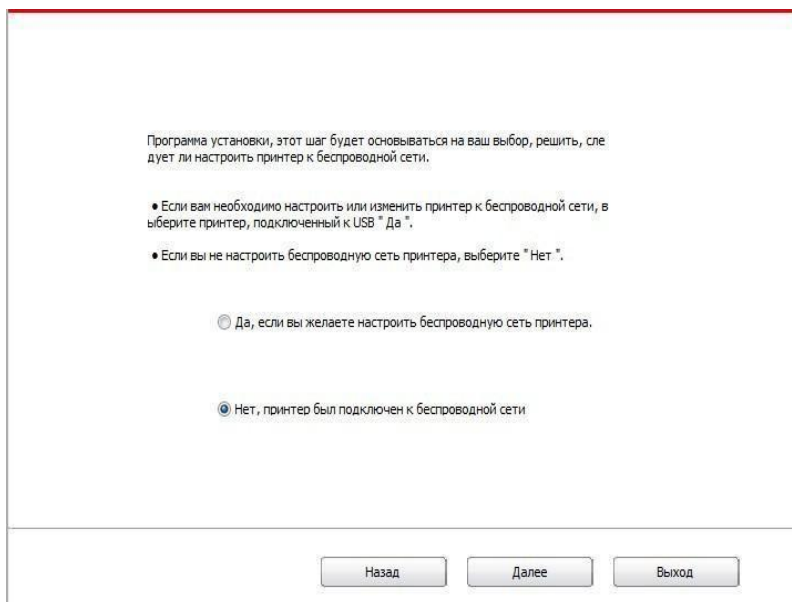 Программа установки, этот шаг будет основываться на ваш выбор, решить, сле
дует ли настроить принтер к беспроводной сети.
● Если вам необходимо настроить или изменить принтер к беспроводной сети, в
ыберите принтер, подключенный к USB " Да ".
● Если вы не настроить беспроводную сеть принтера, выберите " Нет ".
Да, если вы желаете настроить беспроводную сеть принтера.
Нет, принтер был подключен к беспроводной сети
Назад Далее Выход